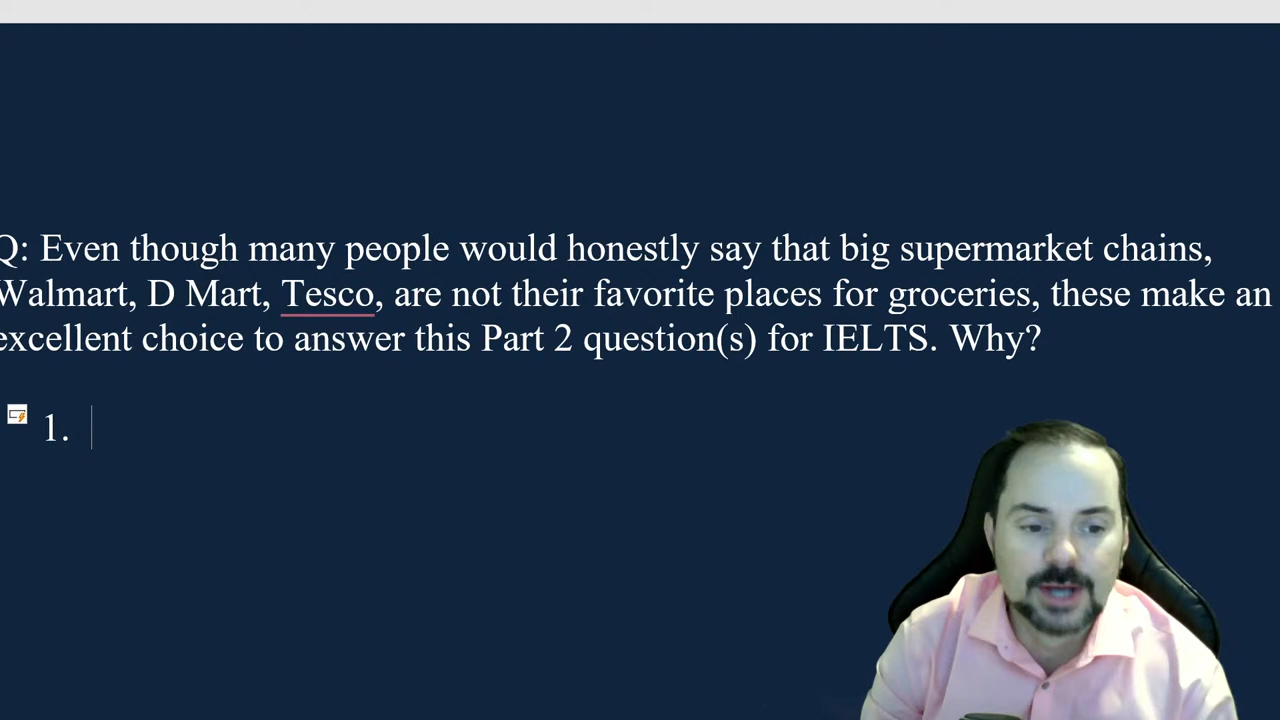 Q: Even though many people would honestly say that big supermarket chains,
Walmart, D Mart, Tesco, are not their favorite places for groceries, these make an
excellent choice to answer this Part 2 question(s) for IELTS. Why?
1.